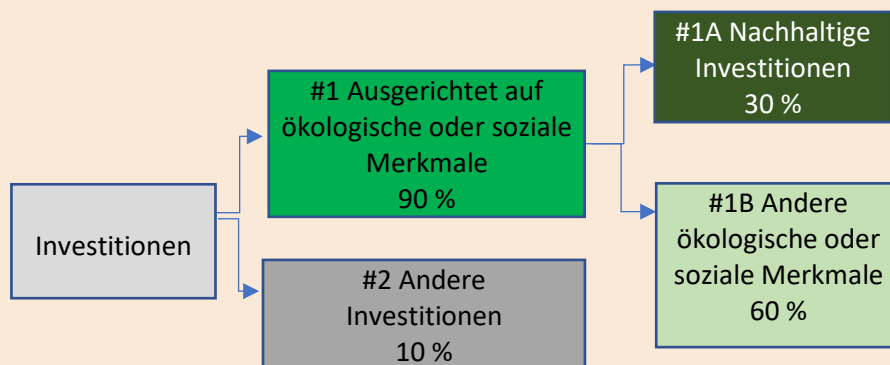 Investitionen
#1 Ausgerichtet auf
ökologische oder soziale
Merkmale
90 %
#2 Andere
Investitionen
10 %
#1A Nachhaltige
Investitionen
30 %
#1B Andere
ökologische oder
soziale Merkmale
60 %